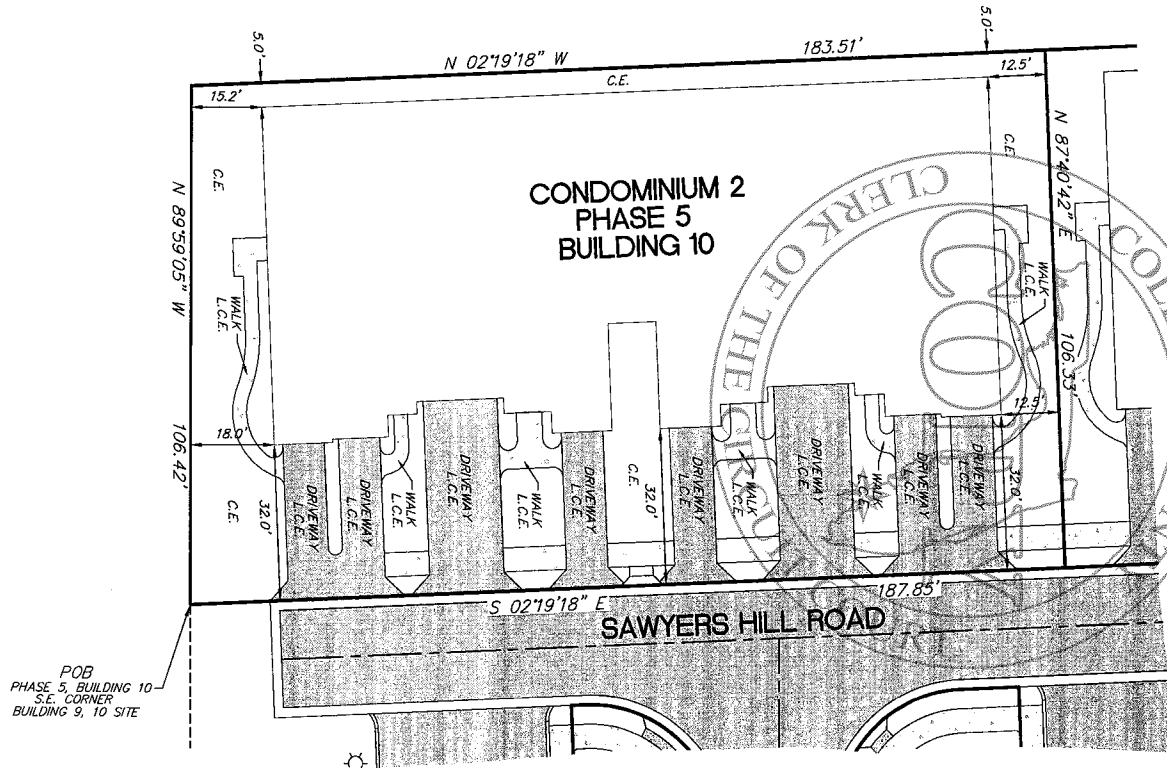 5.0'
N 02°19'18" W
183.51'
5.0'
15.2'
C.E.
12.5'
C.E.
C.E.
N 87°40'42" E
N 89°59'05" W
CONDOMINIUM 2
PHASE 5
BUILDING 10
CLERK OF THE CIRCUIT
WALK
L.C.E.
WALK
L.C.E.
106.33'
106.42'
18.0'
12.5'
C.E.
32.0'
DRIVEWAY
L.C.E.
DRIVEWAY
L.C.E.
WALK
L.C.E.
DRIVEWAY
L.C.E.
WALK
L.C.E.
DRIVEWAY
L.C.E.
C.E.
32.0'
DRIVEWAY
L.C.E.
WALK
L.C.E.
DRIVEWAY
L.C.E.
WALK
L.C.E.
DRIVEWAY
L.C.E.
DRIVEWAY
L.C.E.
32.0'
S 02°19'18" E
187.85'
SAWYERS HILL ROAD
POB
PHASE 5, BUILDING 10
S.E. CORNER
BUILDING 9, 10 SITE